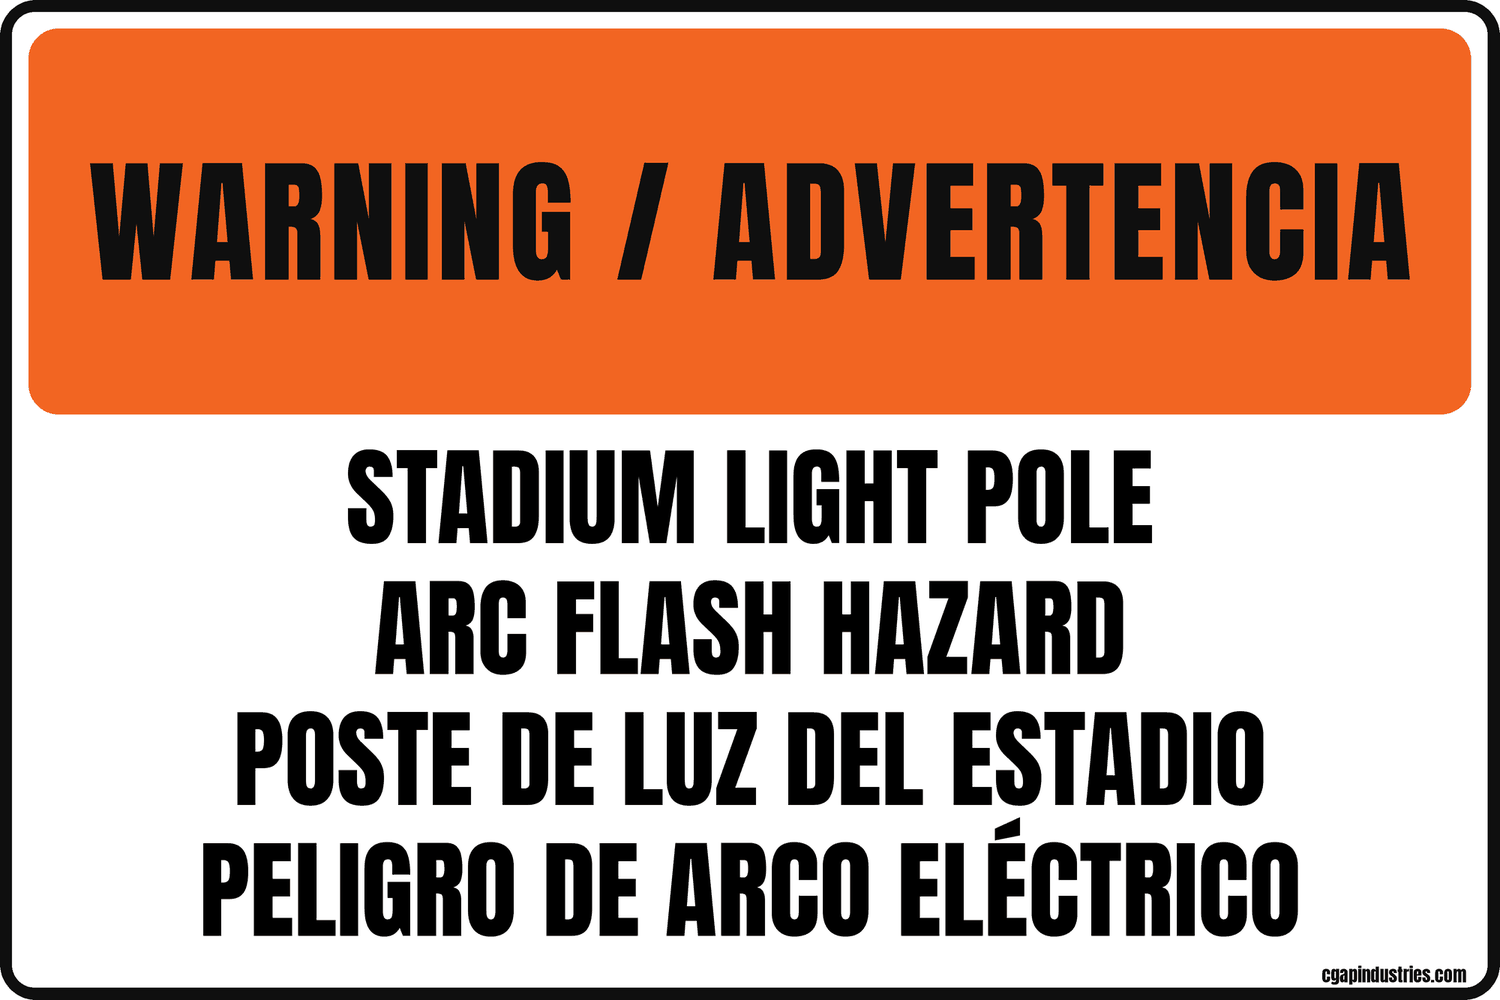 WARNING / ADVERTENCIA
STADIUM LIGHT POLE
ARC FLASH HAZARD
POSTE DE LUZ DEL ESTADIO
PELIGRO DE ARCO ELÉCTRICO
cgapindustries.com